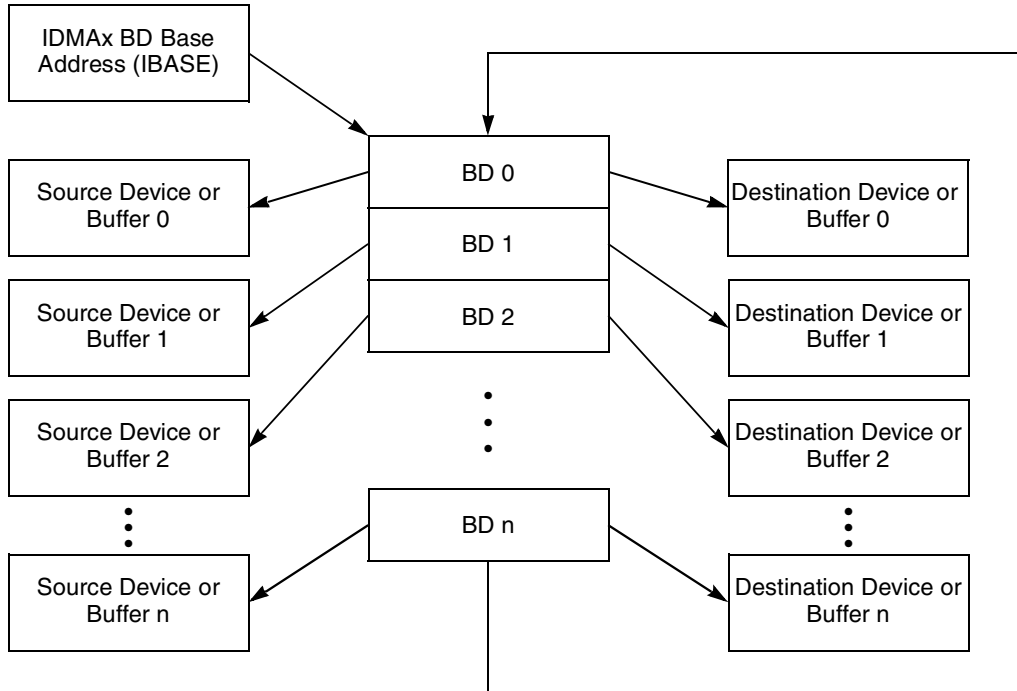 IDMAx BD Base
Address (IBASE)
BD 0
Source Device or
Buffer 0
Destination Device or
Buffer 0
BD 1
Source Device or
Buffer 1
Destination Device or
Buffer 1
BD 2
Source Device or
Buffer 2
Destination Device or
Buffer 2
BD n
Source Device or
Buffer n
Destination Device or
Buffer n